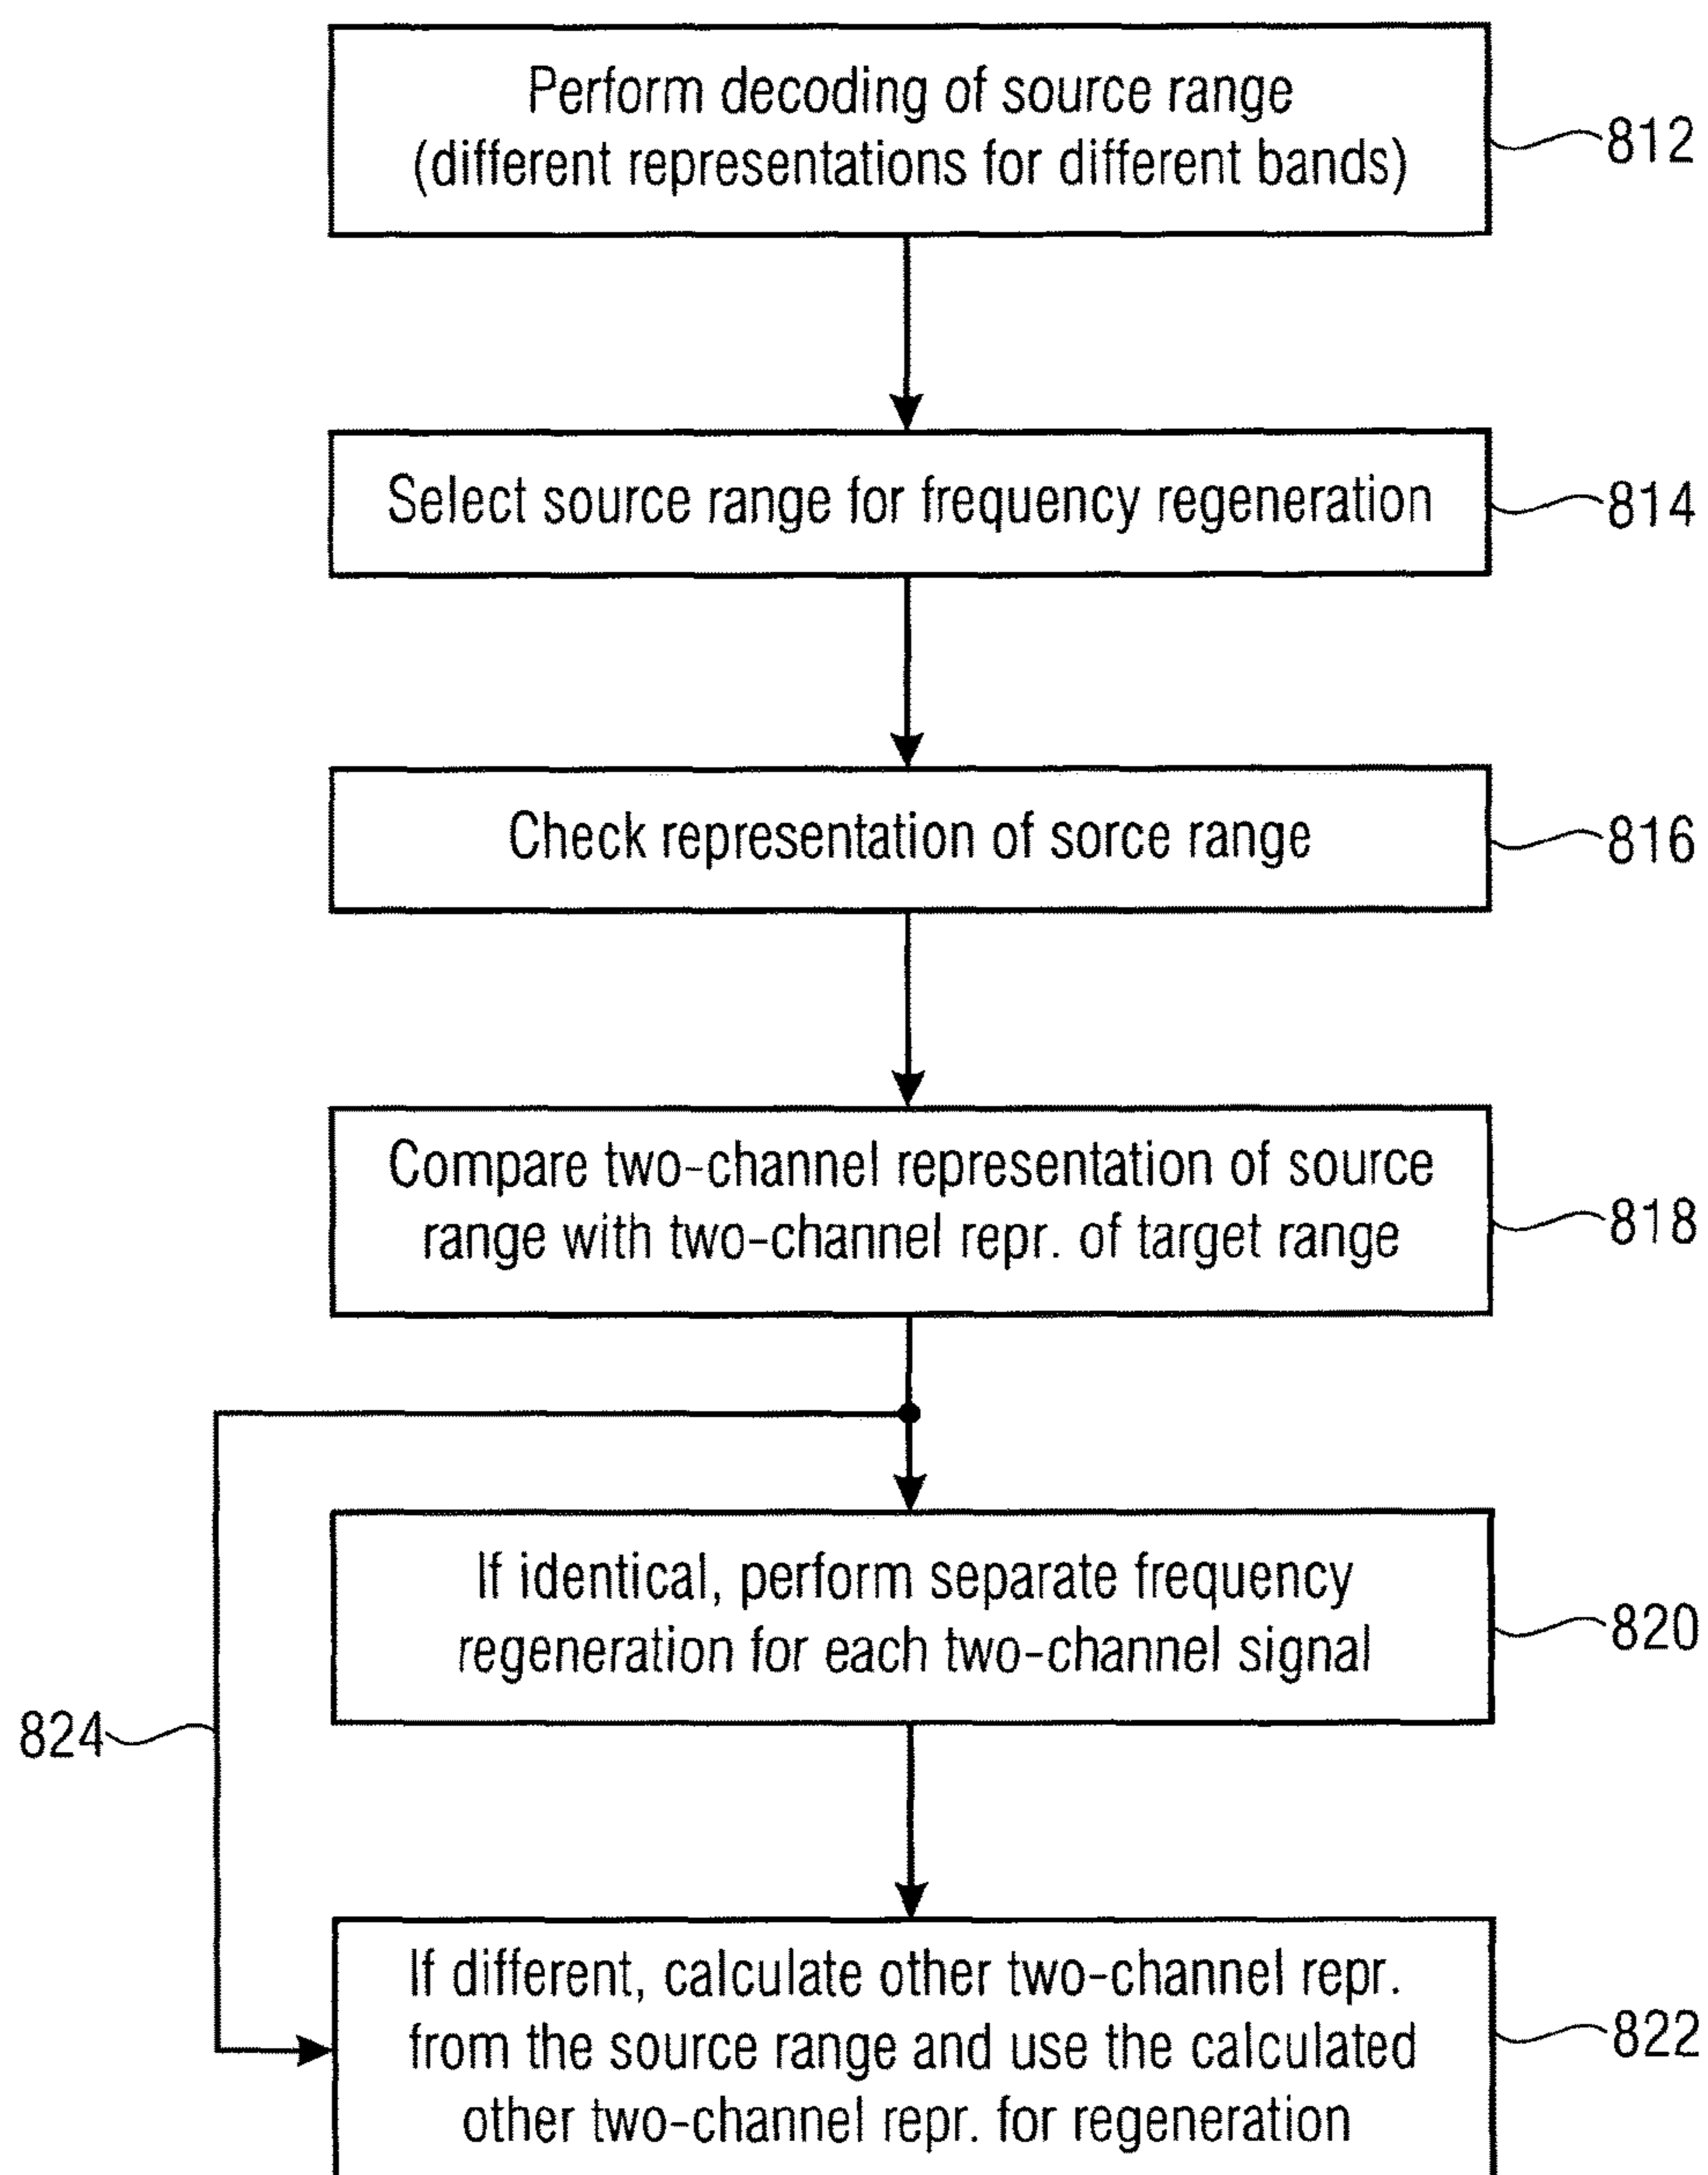 Perform decoding of source range
(different representations for different bands)
812
Select source range for frequency regeneration
814
Check representation of sorce range
816
Compare two-channel representation of source
range with two-channel repr. of target range
818
If identical, perform separate frequency
regeneration for each two-channel signal
820
824
If different, calculate other two-channel repr.
from the source range and use the calculated
other two-channel repr. for regeneration
822